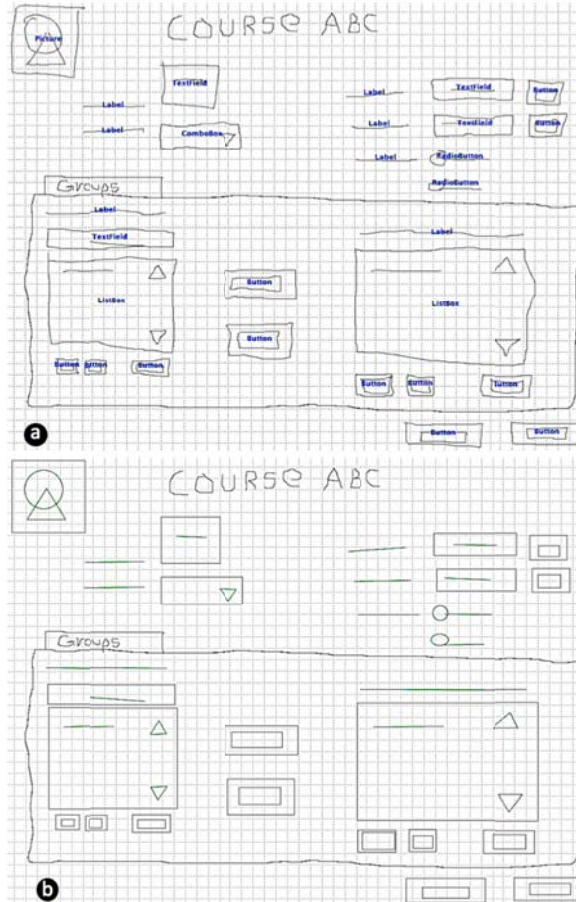 COURSe ABC
Picture
TextField
Label
Label
ComboBox
Label
TextField
Button
Label
TextField
Button
Label
RadioButton
RadioButton
Groups
Label
TextField
ListBox
Button
Button
Button
Button
Button
Label
ListBox
Button
Button
Button
Button
Button
a
COURSe ABC
Groups
b